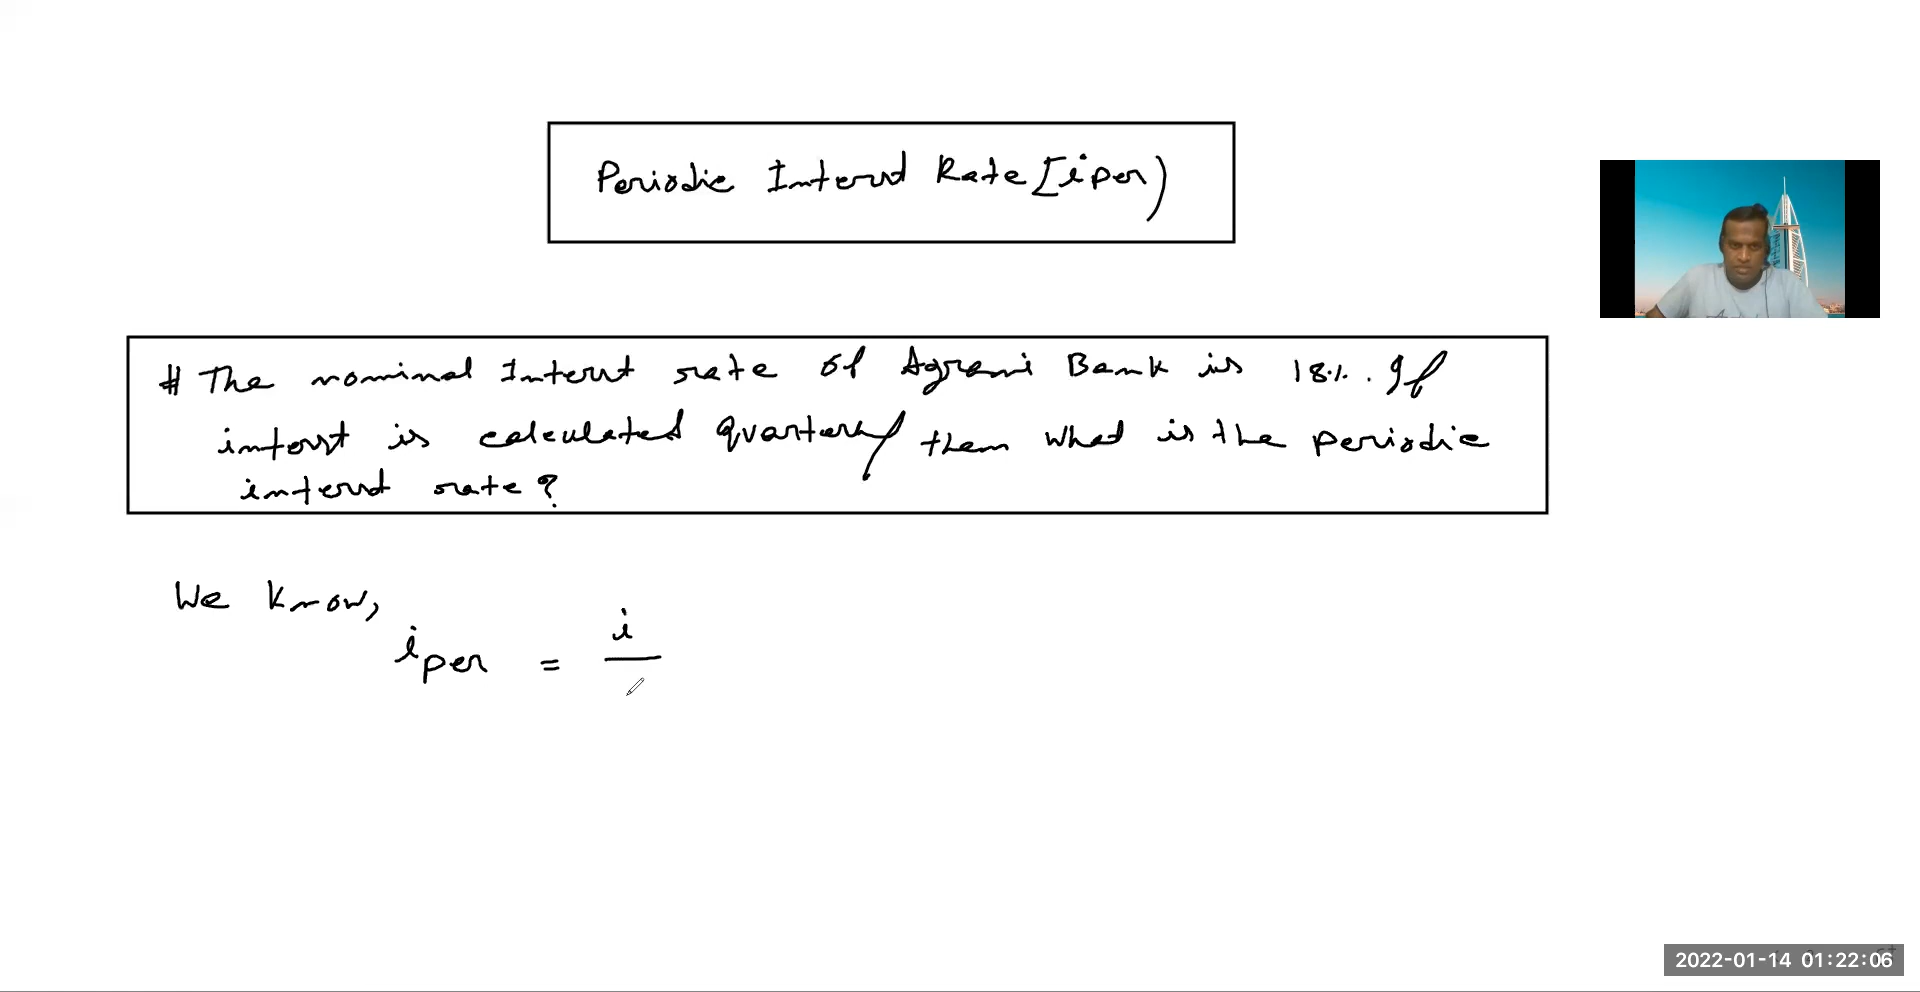 Periodic Interest Rate [iper)
# The nominal Interest rate of Agrani Bank is 18%. If
interest is calculated quarterly then what is the periodic
interest rate?
We know,
iper = i
2022-01-14 01:22:06